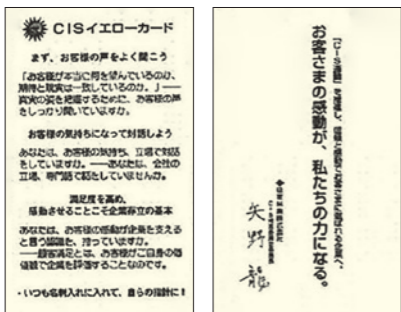 CISイエローカード
まず、お客様の声をよく聞こう
「お客様が本当に何を望んでいるのか、
期待と現実は一致しているのか。」――
真実の姿を把握するために、お客様の声
をしっかり聞いていますか。
お客様の気持ちになって対話しよう
あなたは、お客様の気持ち、立場で対話
をしていますか。――あなたは、会社の
立場、専門語で話をしていませんか。
満足度を高め、
感動させることこそ企業存立の基本
あなたは、お客様の感動が企業を支える
と言う認識を、持っていますか。
――顧客満足とは、お客様がご自身の価
値観で企業を評価することなのです。
・いつも名刺入れに入れて、自らの指針に!
お客さまの感動が、私たちの力になる。
住友林業株式会社
矢野 龍